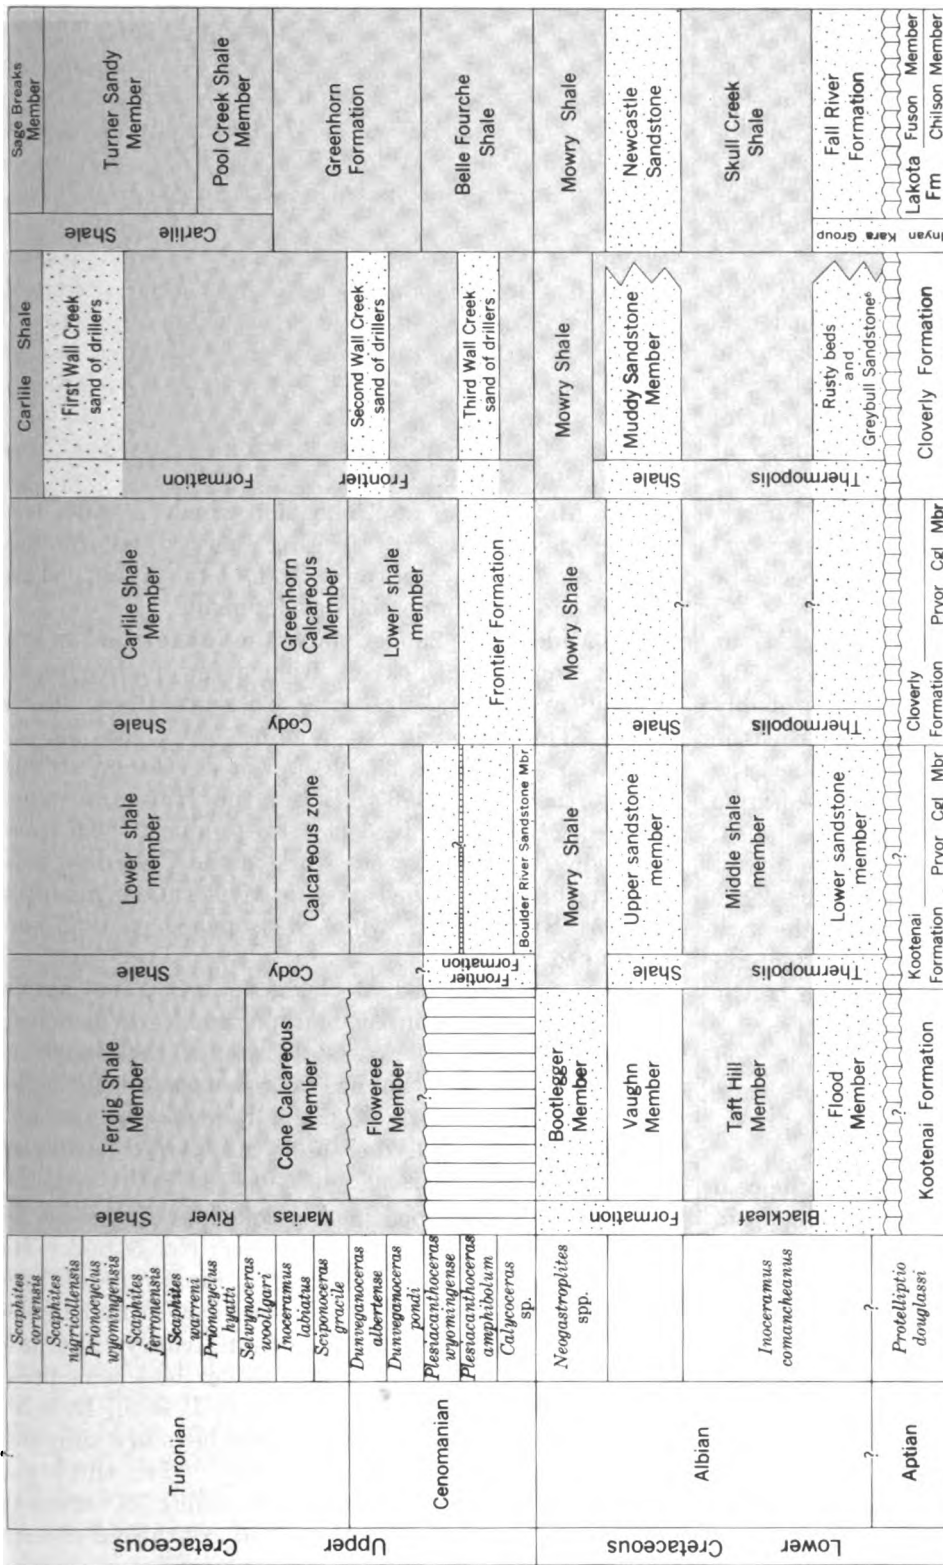 Upper Cretaceous
Lower Cretaceous
?
Turonian
Cenomanian
Albian
?
Aptian
Scaphites
corvensis
Scaphites
nigricollensis
Prionocyclus
wyomingensis
Scaphites
ferronensis
Scaphites
warreni
Prionocyclus
hyatti
Selwynoceras
woollgari
Inoceramus
labiatus
Sciponoceras
gracile
Dunveganoceras
albertense
Dunveganoceras
pondi
Plesiacanthoceras
wyomingense
Plesiacanthoceras
amphibolum
Calycoceras
sp.
Neogastroplites
spp.
Inoceramus
comancheanus
?
Protelliptio
douglassi
Marias River Shale
Ferdig Shale
Member
Cone Calcareous
Member
Floweree
Member
?
Blackleaf Formation
Bootlegger
Member
Vaughn
Member
Taft Hill
Member
Flood
Member
?
Kootenai Formation
Cody Shale
Lower shale
member
Calcareous zone
?
Frontier
Formation
?
Boulder River Sandstone Mbr
Mowry Shale
Thermopolis Shale
Upper sandstone
member
Middle shale
member
Lower sandstone
member
?
Kootenai
Formation
Pryor Cgl Mbr
Cody Shale
Carlile Shale
Member
Greenhorn
Calcareous
Member
Lower shale
member
Frontier Formation
Mowry Shale
Thermopolis Shale
?
?
Cloverly
Formation
Pryor Cgl Mbr
Carlile Shale
Frontier Formation
First Wall Creek
sand of drillers
Second Wall Creek
sand of drillers
Third Wall Creek
sand of drillers
Mowry Shale
Thermopolis Shale
Muddy Sandstone
Member
Rusty beds
and
Greybull Sandstone⁶
Cloverly Formation
Carlile Shale
Sage Breaks
Member
Turner Sandy
Member
Pool Creek Shale
Member
Greenhorn
Formation
Belle Fourche
Shale
Mowry Shale
Newcastle
Sandstone
Skull Creek
Shale
Inyan Kara Group
Fall River
Formation
Lakota
Fm
Fuson Member
Chilson Member